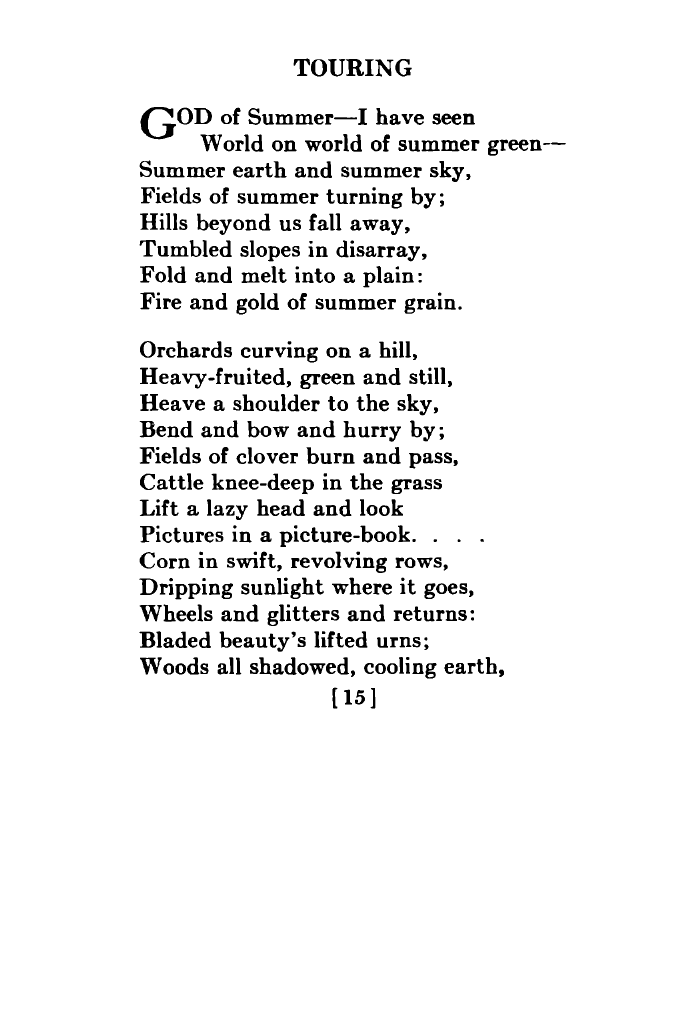 TOURING
GOD of Summer—I have seen
World on world of summer green—
Summer earth and summer sky,
Fields of summer turning by;
Hills beyond us fall away,
Tumbled slopes in disarray,
Fold and melt into a plain:
Fire and gold of summer grain.
Orchards curving on a hill,
Heavy-fruited, green and still,
Heave a shoulder to the sky,
Bend and bow and hurry by;
Fields of clover burn and pass,
Cattle knee-deep in the grass
Lift a lazy head and look
Pictures in a picture-book. . . .
Corn in swift, revolving rows,
Dripping sunlight where it goes,
Wheels and glitters and returns:
Bladed beauty's lifted urns;
Woods all shadowed, cooling earth,
[15]